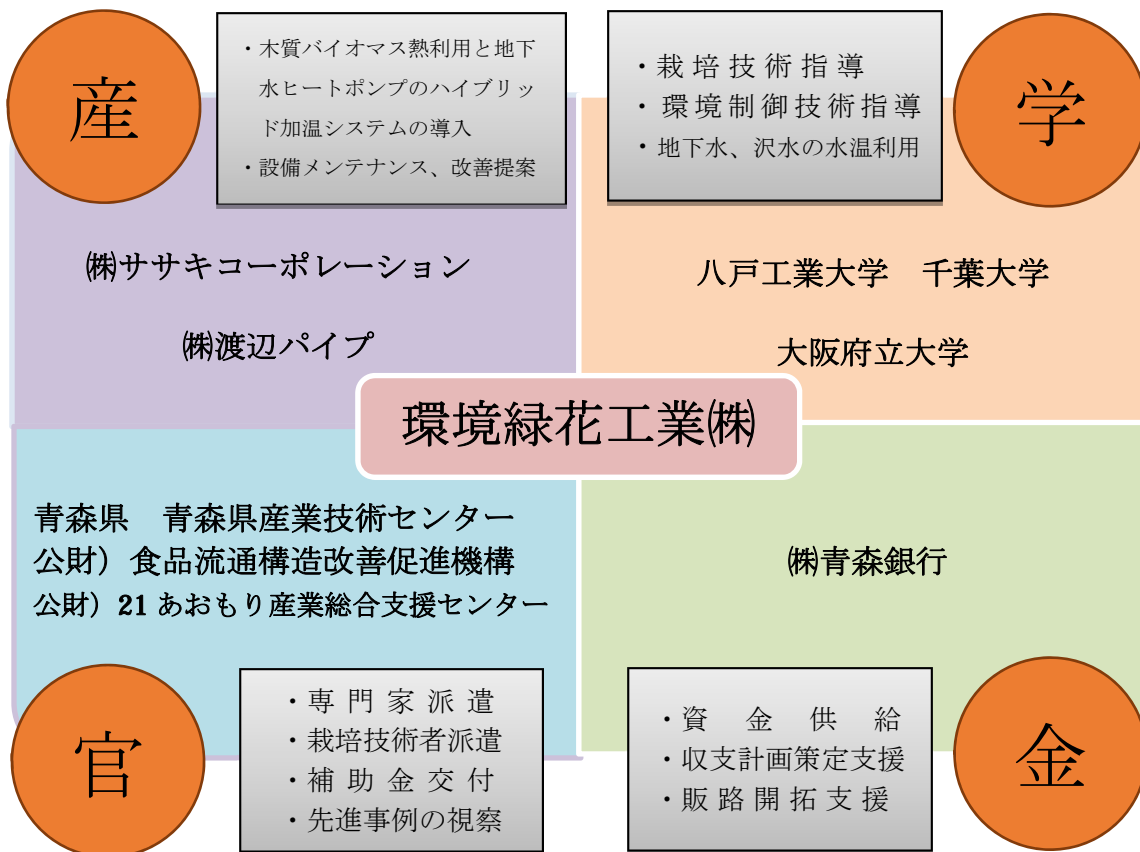 産
・木質バイオマス熱利用と地下
水ヒートポンプのハイブリッ
ド加温システムの導入
・設備メンテナンス、改善提案
㈱ササキコーポレーション
㈱渡辺パイプ
・栽培技術指導
・環境制御技術指導
・地下水、沢水の水温利用
学
八戸工業大学　千葉大学
大阪府立大学
環境緑花工業㈱
青森県　青森県産業技術センター
公財）食品流通構造改善促進機構
公財）21 あおもり産業総合支援センター
官
・専門家派遣
・栽培技術者派遣
・補助金交付
・先進事例の視察
㈱青森銀行
・資金供給
・収支計画策定支援
・販路開拓支援
金